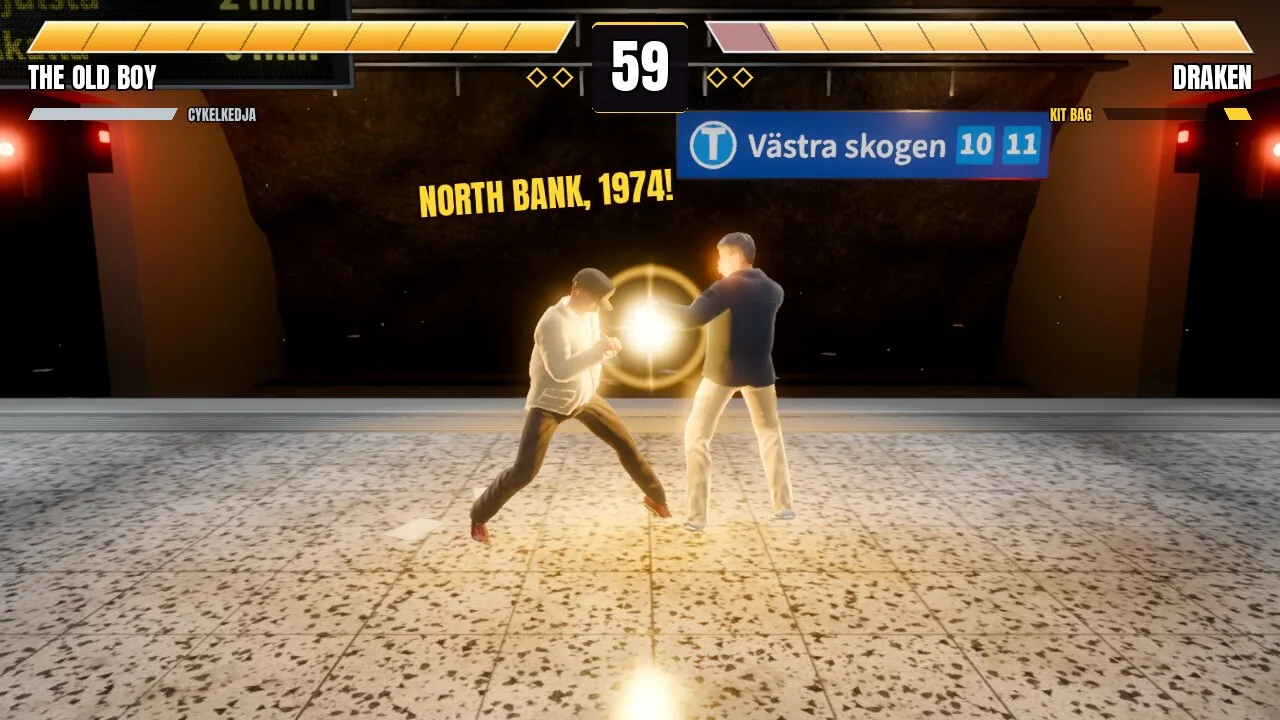 59
THE OLD BOY
DRAKEN
CYKELKEDJA
KIT BAG
T Västra skogen 10 11
NORTH BANK, 1974!